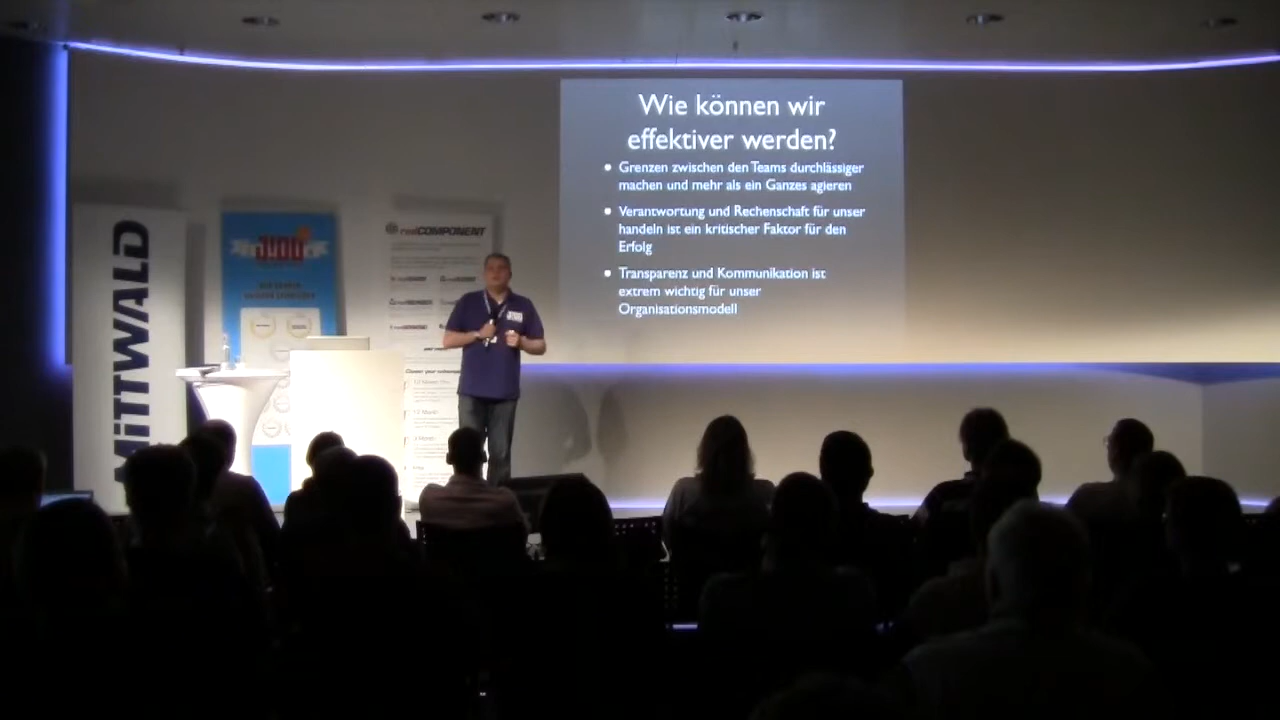 Wie können wir
effektiver werden?
Grenzen zwischen den Teams durchlässiger
machen und mehr als ein Ganzes agieren
Verantwortung und Rechenschaft für unser
handeln ist ein kritischer Faktor für den
Erfolg
Transparenz und Kommunikation ist
extrem wichtig für unser
Organisationsmodell
MiTTWALD
redCOMPONENT